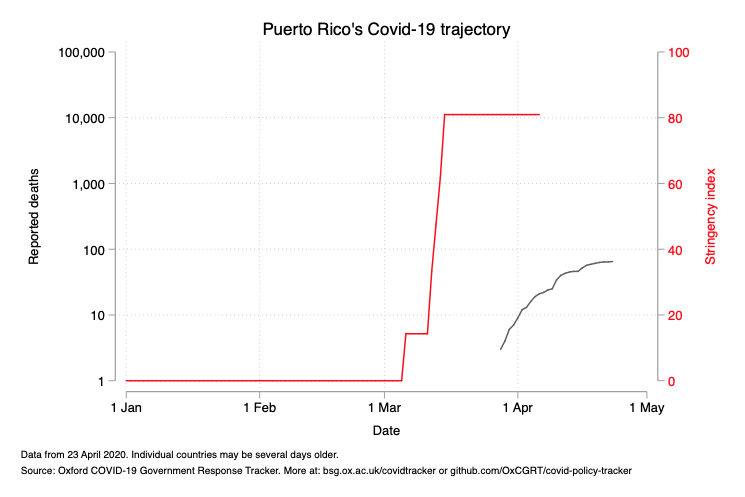 Puerto Rico's Covid-19 trajectory
100,000
10,000
1,000
100
10
1
Reported deaths
100
80
60
40
20
0
Stringency index
1 Jan 1 Feb 1 Mar 1 Apr 1 May
Date
Data from 23 April 2020. Individual countries may be several days older.
Source: Oxford COVID-19 Government Response Tracker. More at: bsg.ox.ac.uk/covidtracker or github.com/OxCGRT/covid-policy-tracker